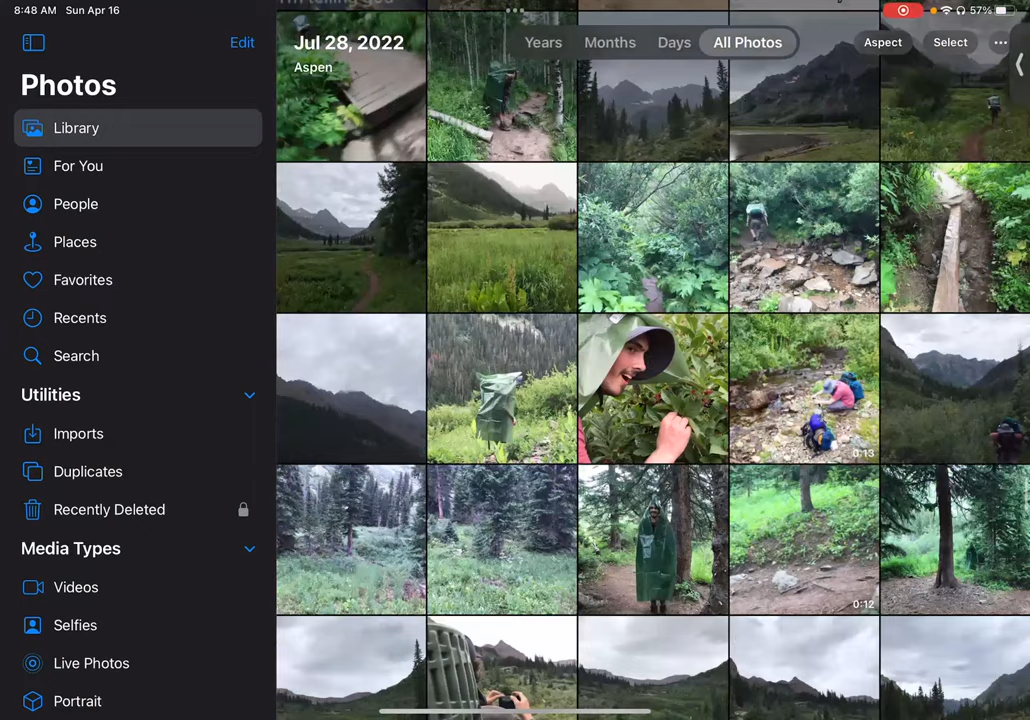 8:48 AM Sun Apr 16
57%
Edit
Photos
Library
For You
People
Places
Favorites
Recents
Search
Utilities
Imports
Duplicates
Recently Deleted
Media Types
Videos
Selfies
Live Photos
Portrait
Jul 28, 2022
Aspen
Years
Months
Days
All Photos
Aspect
Select
0:13
0:12